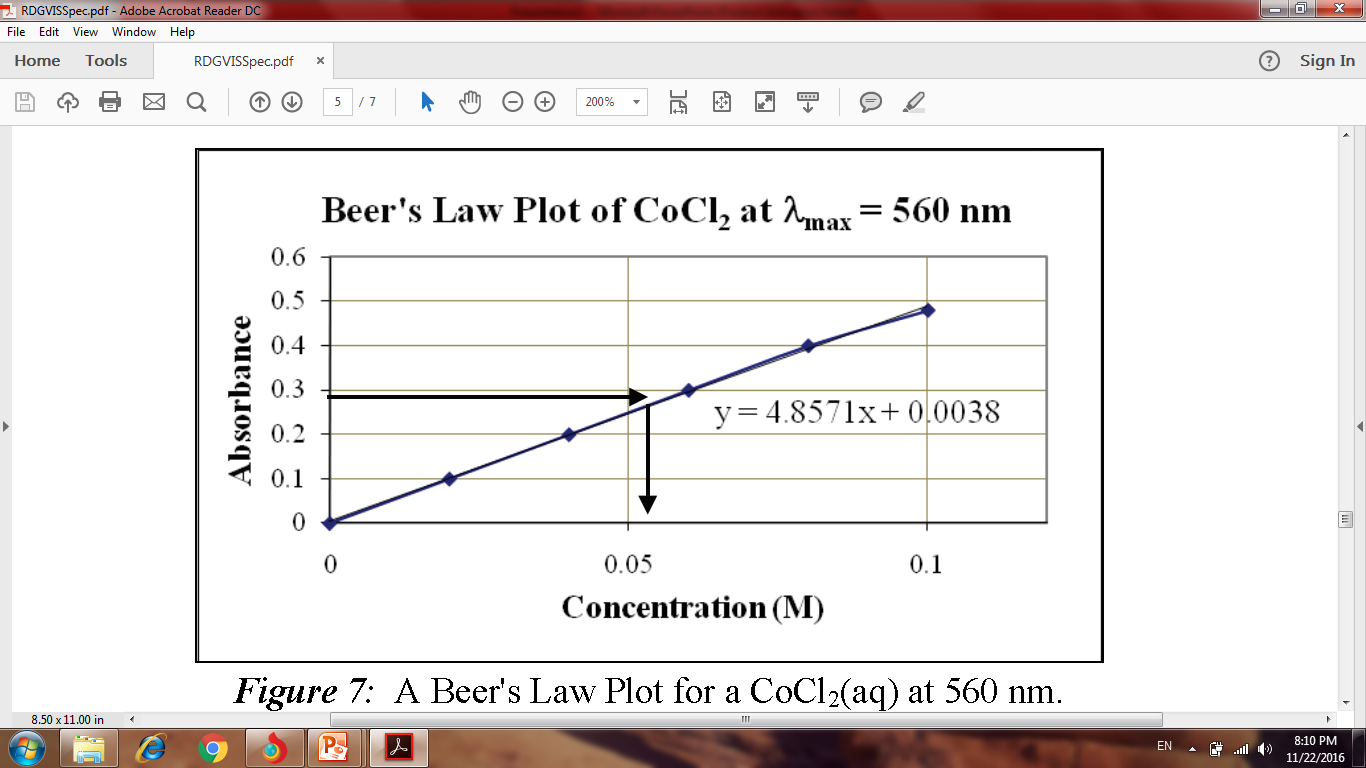 RDGVISSpec.pdf - Adobe Acrobat Reader DC
File Edit View Window Help
Home Tools RDGVISSpec.pdf × ? Sign In
5 / 7 200%
Beer's Law Plot of CoCl₂ at λmax = 560 nm
0.6
0.5
0.4
0.3
0.2
0.1
0
Absorbance
y = 4.8571x + 0.0038
0 0.05 0.1
Concentration (M)
Figure 7: A Beer's Law Plot for a CoCl₂(aq) at 560 nm.
8.50 x 11.00 in
EN 8:10 PM
11/22/2016